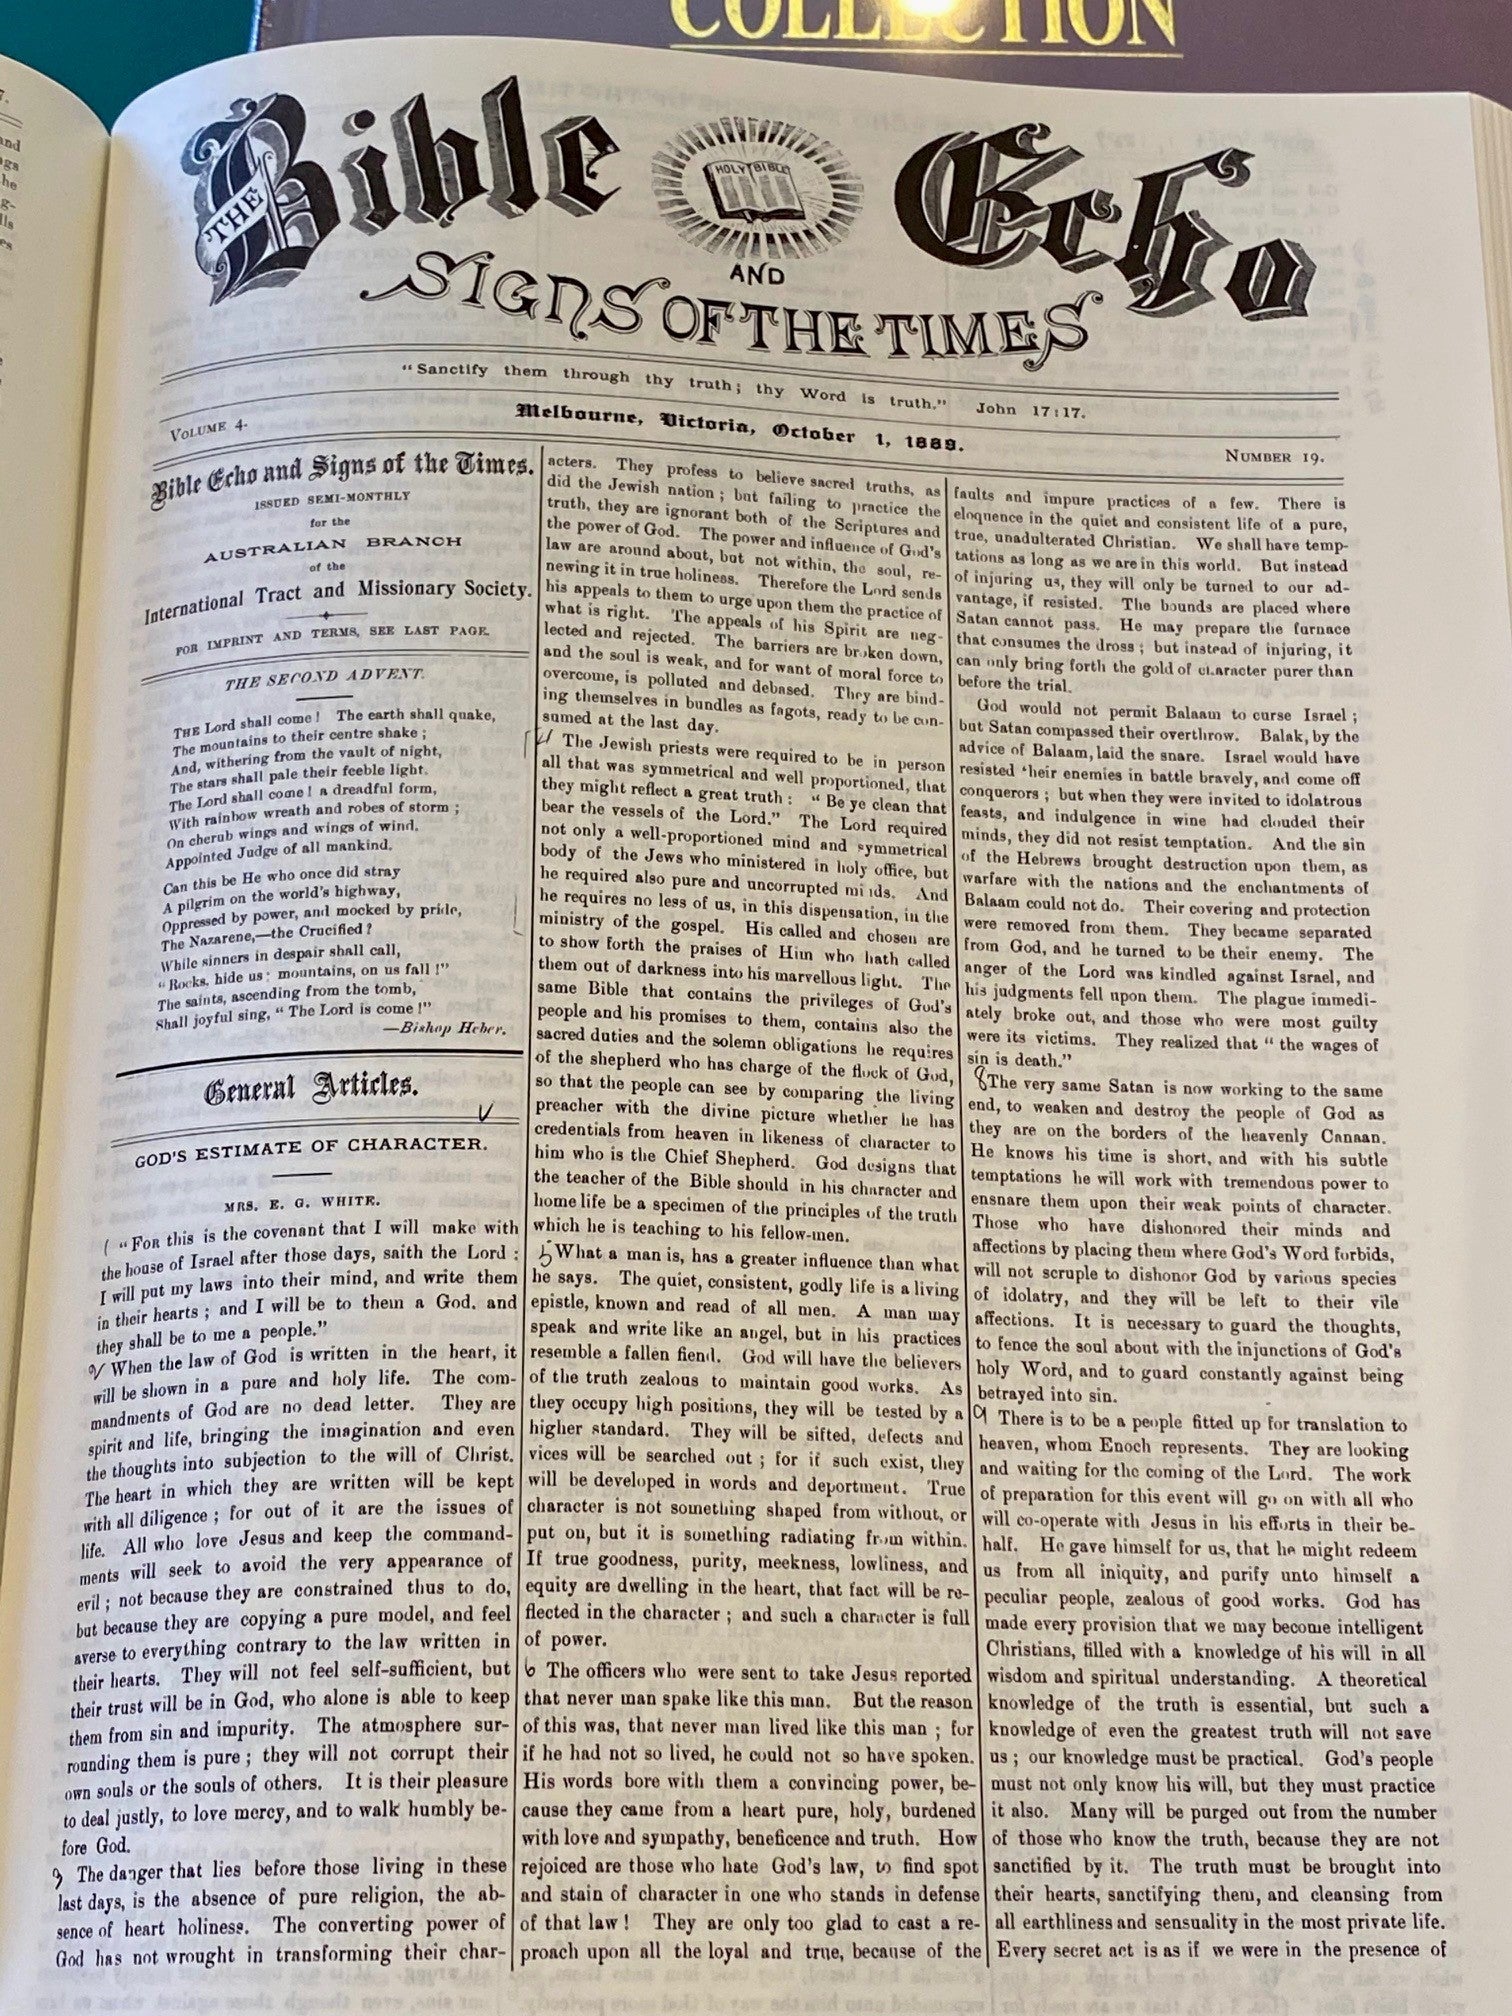 COLLECTION
THE Bible Echo
HOLY BIBLE
AND
SIGNS OF THE TIMES
"Sanctify them through thy truth; thy Word is truth." John 17:17.
VOLUME 4.
Melbourne, Victoria, October 1, 1889.
NUMBER 19.
Bible Echo and Signs of the Times.
ISSUED SEMI-MONTHLY
for the
AUSTRALIAN BRANCH
of the
International Tract and Missionary Society.
FOR IMPRINT AND TERMS, SEE LAST PAGE.
THE SECOND ADVENT.
THE Lord shall come! The earth shall quake,
The mountains to their centre shake;
And, withering from the vault of night,
The stars shall pale their feeble light.
The Lord shall come! a dreadful form,
With rainbow wreath and robes of storm;
On cherub wings and wings of wind,
Appointed Judge of all mankind.
Can this be He who once did stray
A pilgrim on the world's highway,
Oppressed by power, and mocked by pride,
The Nazarene,—the Crucified?
While sinners in despair shall call,
"Rocks, hide us; mountains, on us fall!"
The saints, ascending from the tomb,
Shall joyful sing, "The Lord is come!"
—Bishop Heber.
General Articles.
GOD'S ESTIMATE OF CHARACTER.
MRS. E. G. WHITE.
1 "FOR this is the covenant that I will make with
the house of Israel after those days, saith the Lord:
I will put my laws into their mind, and write them
in their hearts; and I will be to them a God, and
they shall be to me a people."
2 When the law of God is written in the heart, it
will be shown in a pure and holy life. The com-
mandments of God are no dead letter. They are
spirit and life, bringing the imagination and even
the thoughts into subjection to the will of Christ.
The heart in which they are written will be kept
with all diligence; for out of it are the issues of
life. All who love Jesus and keep the command-
ments will seek to avoid the very appearance of
evil; not because they are constrained thus to do,
but because they are copying a pure model, and feel
averse to everything contrary to the law written in
their hearts. They will not feel self-sufficient, but
their trust will be in God, who alone is able to keep
them from sin and impurity. The atmosphere sur-
rounding them is pure; they will not corrupt their
own souls or the souls of others. It is their pleasure
to deal justly, to love mercy, and to walk humbly be-
fore God.
3 The danger that lies before those living in these
last days, is the absence of pure religion, the ab-
sence of heart holiness. The converting power of
God has not wrought in transforming their char-
acters. They profess to believe sacred truths, as
did the Jewish nation; but failing to practice the
truth, they are ignorant both of the Scriptures and
the power of God. The power and influence of God's
law are around about, but not within, the soul, re-
newing it in true holiness. Therefore the Lord sends
his appeals to them to urge upon them the practice of
what is right. The appeals of his Spirit are neg-
lected and rejected. The barriers are broken down,
and the soul is weak, and for want of moral force to
overcome, is polluted and debased. They are bind-
ing themselves in bundles as fagots, ready to be con-
sumed at the last day.
4 The Jewish priests were required to be in person
all that was symmetrical and well proportioned, that
they might reflect a great truth: "Be ye clean that
bear the vessels of the Lord." The Lord required
not only a well-proportioned mind and symmetrical
body of the Jews who ministered in holy office, but
he required also pure and uncorrupted minds. And
he requires no less of us, in this dispensation, in the
ministry of the gospel. His called and chosen are
to show forth the praises of Him who hath called
them out of darkness into his marvellous light. The
same Bible that contains the privileges of God's
people and his promises to them, contains also the
sacred duties and the solemn obligations he requires
of the shepherd who has charge of the flock of God,
so that the people can see by comparing the living
preacher with the divine picture whether he has
credentials from heaven in likeness of character to
him who is the Chief Shepherd. God designs that
the teacher of the Bible should in his character and
home life be a specimen of the principles of the truth
which he is teaching to his fellow-men.
5 What a man is, has a greater influence than what
he says. The quiet, consistent, godly life is a living
epistle, known and read of all men. A man may
speak and write like an angel, but in his practices
resemble a fallen fiend. God will have the believers
of the truth zealous to maintain good works. As
they occupy high positions, they will be tested by a
higher standard. They will be sifted, defects and
vices will be searched out; for if such exist, they
will be developed in words and deportment. True
character is not something shaped from without, or
put on, but it is something radiating from within.
If true goodness, purity, meekness, lowliness, and
equity are dwelling in the heart, that fact will be re-
flected in the character; and such a character is full
of power.
6 The officers who were sent to take Jesus reported
that never man spake like this man. But the reason
of this was, that never man lived like this man; for
if he had not so lived, he could not so have spoken.
His words bore with them a convincing power, be-
cause they came from a heart pure, holy, burdened
with love and sympathy, beneficence and truth. How
rejoiced are those who hate God's law, to find spot
and stain of character in one who stands in defense
of that law! They are only too glad to cast a re-
proach upon all the loyal and true, because of the
faults and impure practices of a few. There is
eloquence in the quiet and consistent life of a pure,
true, unadulterated Christian. We shall have temp-
tations as long as we are in this world. But instead
of injuring us, they will only be turned to our ad-
vantage, if resisted. The bounds are placed where
Satan cannot pass. He may prepare the furnace
that consumes the dross; but instead of injuring, it
can only bring forth the gold of character purer than
before the trial.
God would not permit Balaam to curse Israel;
but Satan compassed their overthrow. Balak, by the
advice of Balaam, laid the snare. Israel would have
resisted their enemies in battle bravely, and come off
conquerors; but when they were invited to idolatrous
feasts, and indulgence in wine had clouded their
minds, they did not resist temptation. And the sin
of the Hebrews brought destruction upon them, as
warfare with the nations and the enchantments of
Balaam could not do. Their covering and protection
were removed from them. They became separated
from God, and he turned to be their enemy. The
anger of the Lord was kindled against Israel, and
his judgments fell upon them. The plague immedi-
ately broke out, and those who were most guilty
were its victims. They realized that "the wages of
sin is death."
8 The very same Satan is now working to the same
end, to weaken and destroy the people of God as
they are on the borders of the heavenly Canaan.
He knows his time is short, and with his subtle
temptations he will work with tremendous power to
ensnare them upon their weak points of character.
Those who have dishonored their minds and
affections by placing them where God's Word forbids,
will not scruple to dishonor God by various species
of idolatry, and they will be left to their vile
affections. It is necessary to guard the thoughts,
to fence the soul about with the injunctions of God's
holy Word, and to guard constantly against being
betrayed into sin.
9 There is to be a people fitted up for translation to
heaven, whom Enoch represents. They are looking
and waiting for the coming of the Lord. The work
of preparation for this event will go on with all who
will co-operate with Jesus in his efforts in their be-
half. He gave himself for us, that he might redeem
us from all iniquity, and purify unto himself a
peculiar people, zealous of good works. God has
made every provision that we may become intelligent
Christians, filled with a knowledge of his will in all
wisdom and spiritual understanding. A theoretical
knowledge of the truth is essential, but such a
knowledge of even the greatest truth will not save
us; our knowledge must be practical. God's people
must not only know his will, but they must practice
it also. Many will be purged out from the number
of those who know the truth, because they are not
sanctified by it. The truth must be brought into
their hearts, sanctifying them, and cleansing from
all earthliness and sensuality in the most private life.
Every secret act is as if we were in the presence of